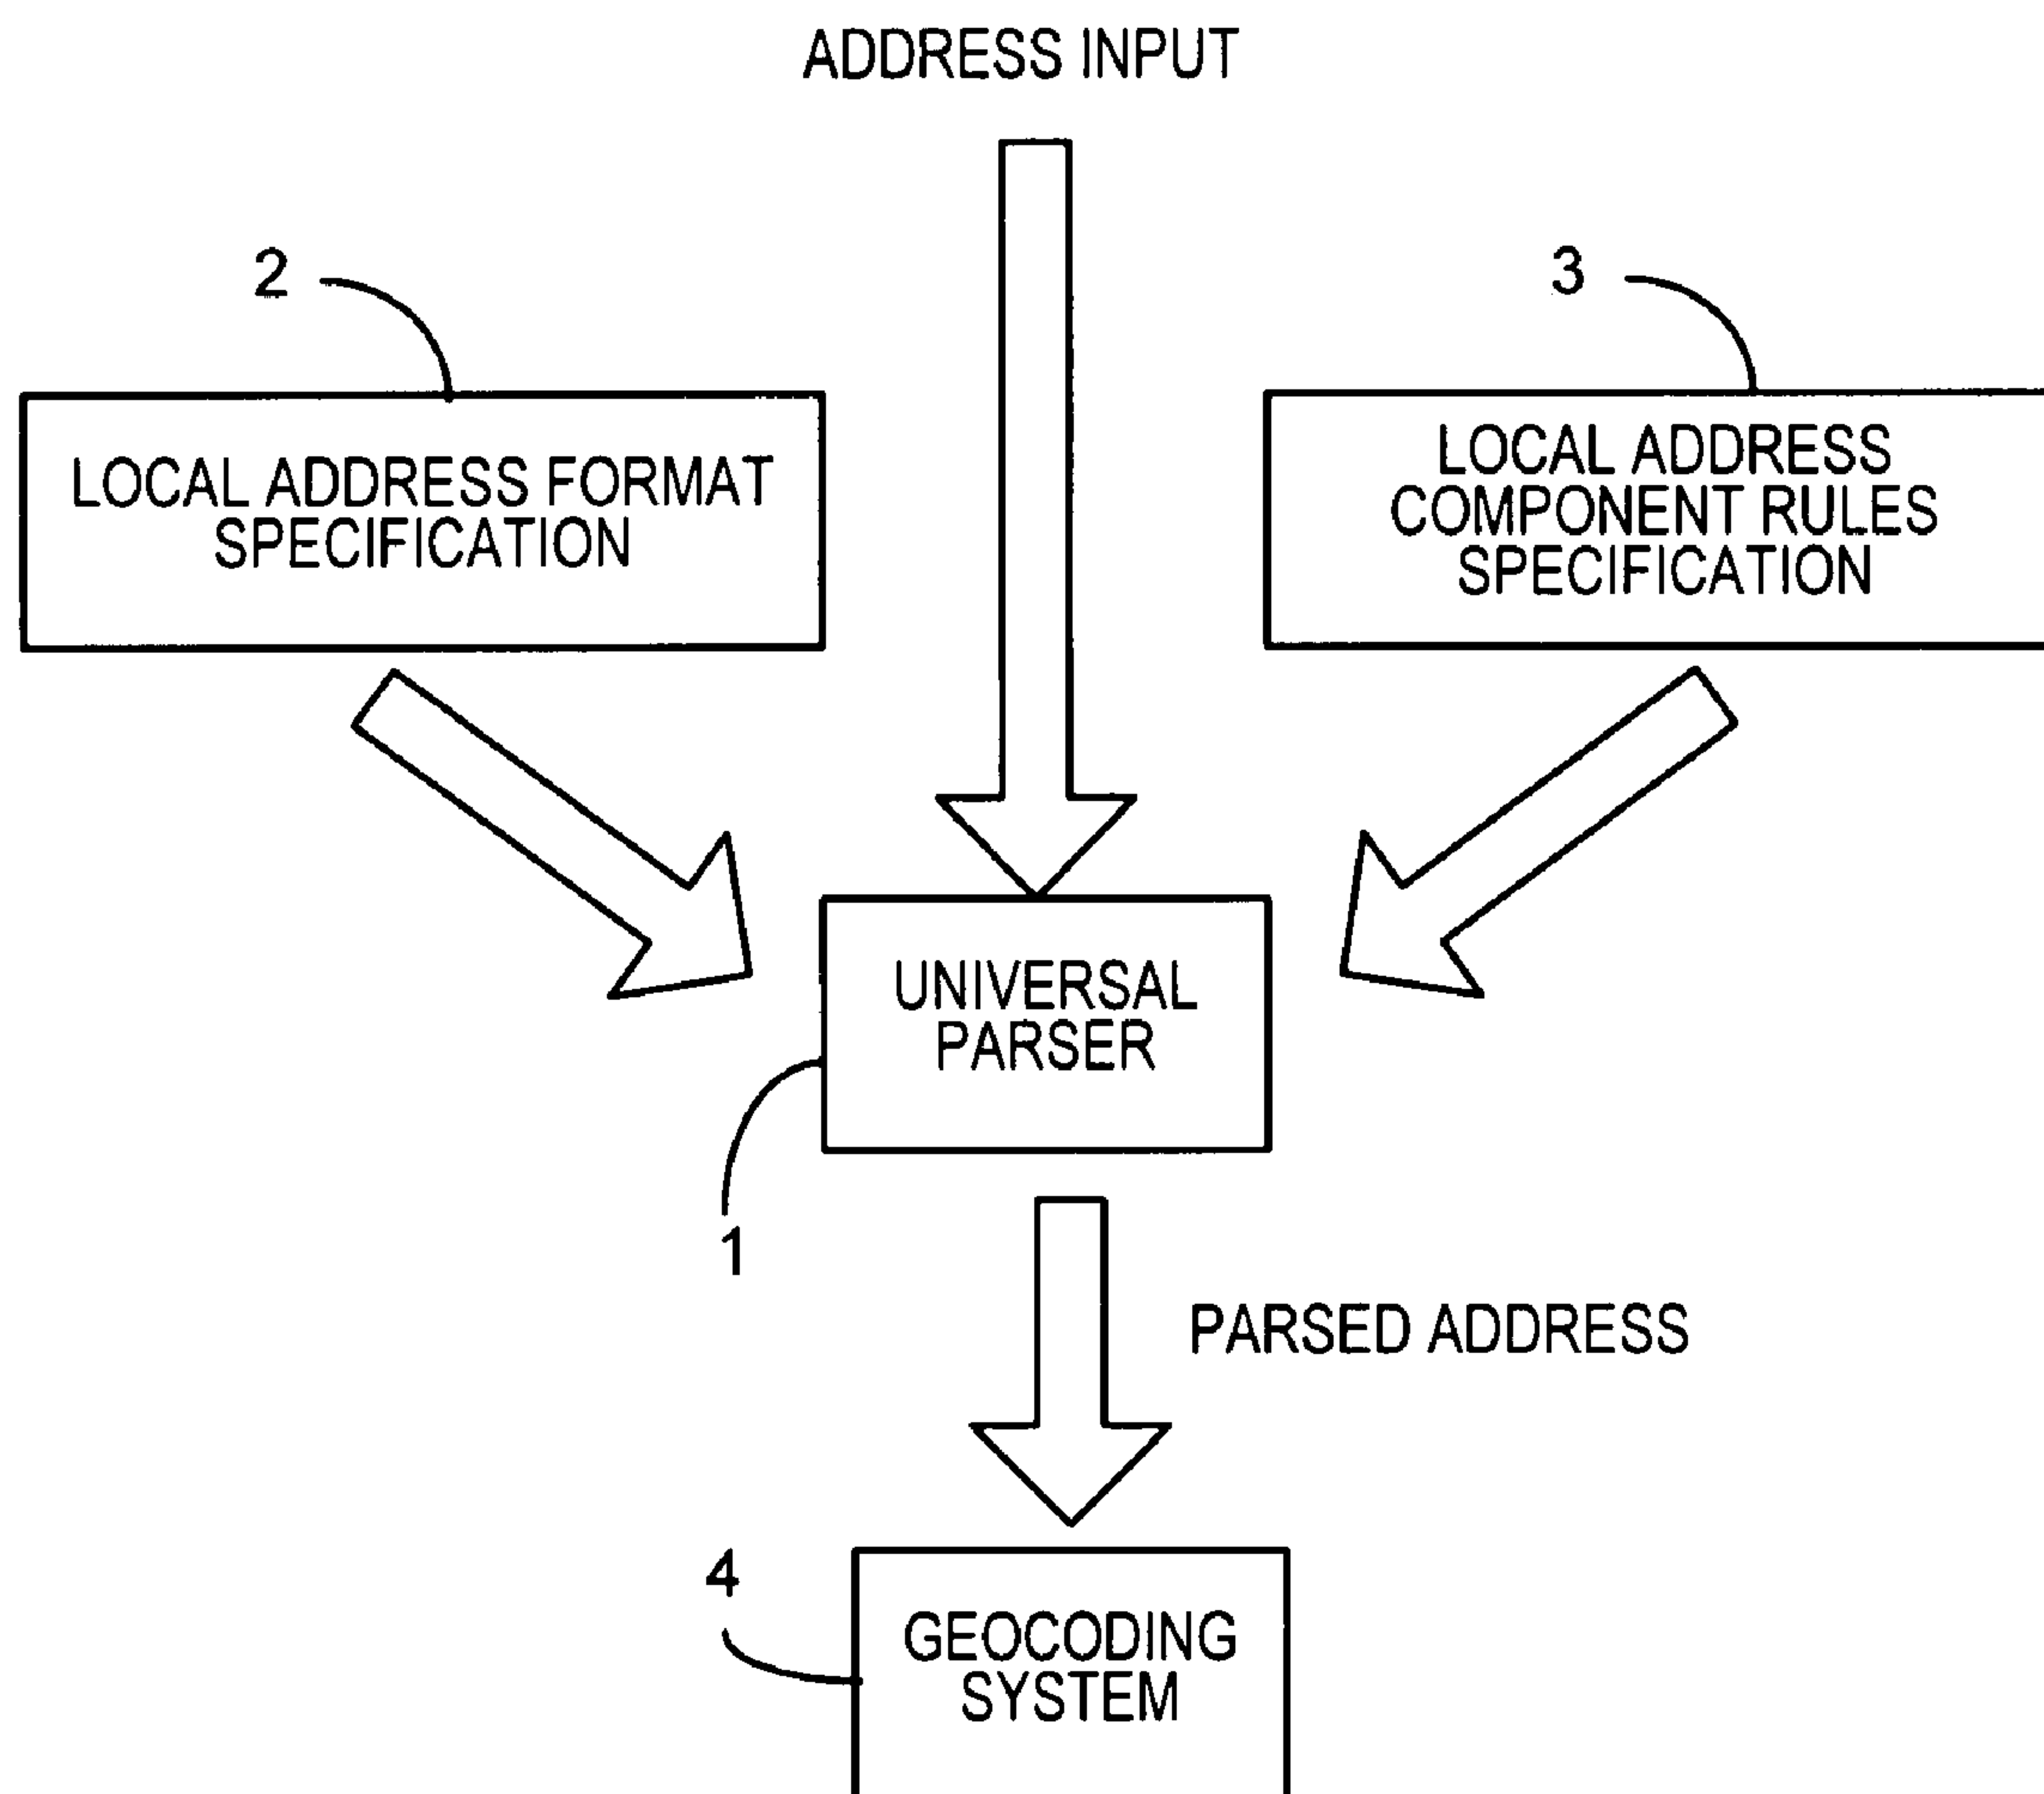 ADDRESS INPUT
2
3
LOCAL ADDRESS FORMAT
SPECIFICATION
LOCAL ADDRESS
COMPONENT RULES
SPECIFICATION
UNIVERSAL
PARSER
1
PARSED ADDRESS
4
GEOCODING
SYSTEM